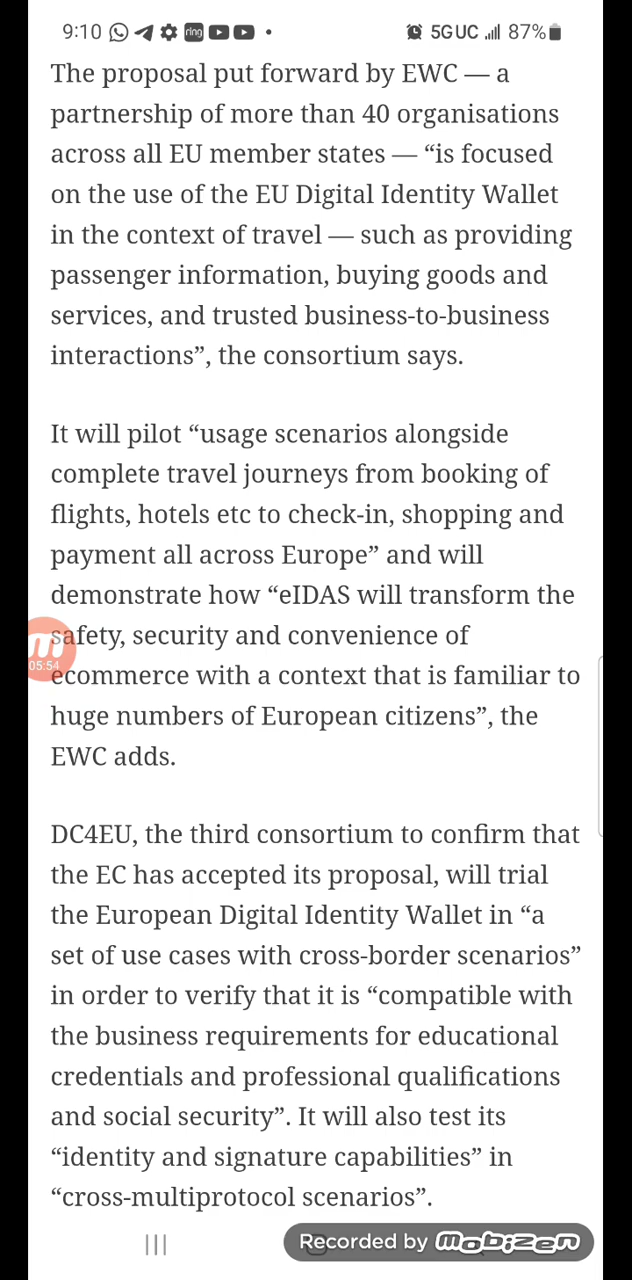 9:10
ring
5G UC
87%
The proposal put forward by EWC — a
partnership of more than 40 organisations
across all EU member states — “is focused
on the use of the EU Digital Identity Wallet
in the context of travel — such as providing
passenger information, buying goods and
services, and trusted business-to-business
interactions”, the consortium says.
It will pilot “usage scenarios alongside
complete travel journeys from booking of
flights, hotels etc to check-in, shopping and
payment all across Europe” and will
demonstrate how “eIDAS will transform the
safety, security and convenience of
05:54
ecommerce with a context that is familiar to
huge numbers of European citizens”, the
EWC adds.
DC4EU, the third consortium to confirm that
the EC has accepted its proposal, will trial
the European Digital Identity Wallet in “a
set of use cases with cross-border scenarios”
in order to verify that it is “compatible with
the business requirements for educational
credentials and professional qualifications
and social security”. It will also test its
“identity and signature capabilities” in
“cross-multiprotocol scenarios”.
Recorded by mobizen